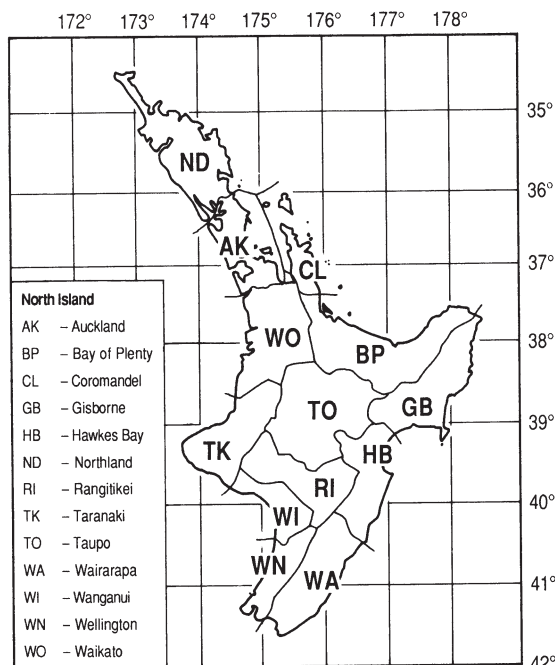 172° 173° 174° 175° 176° 177° 178°
35°
ND
36°
AK
CL
37°
North Island
AK – Auckland
BP – Bay of Plenty
CL – Coromandel
GB – Gisborne
HB – Hawkes Bay
ND – Northland
RI – Rangitikei
TK – Taranaki
TO – Taupo
WA – Wairarapa
WI – Wanganui
WN – Wellington
WO – Waikato
WO
38°
BP
TO
GB
39°
TK
HB
RI
40°
WI
WN
WA
41°
42°